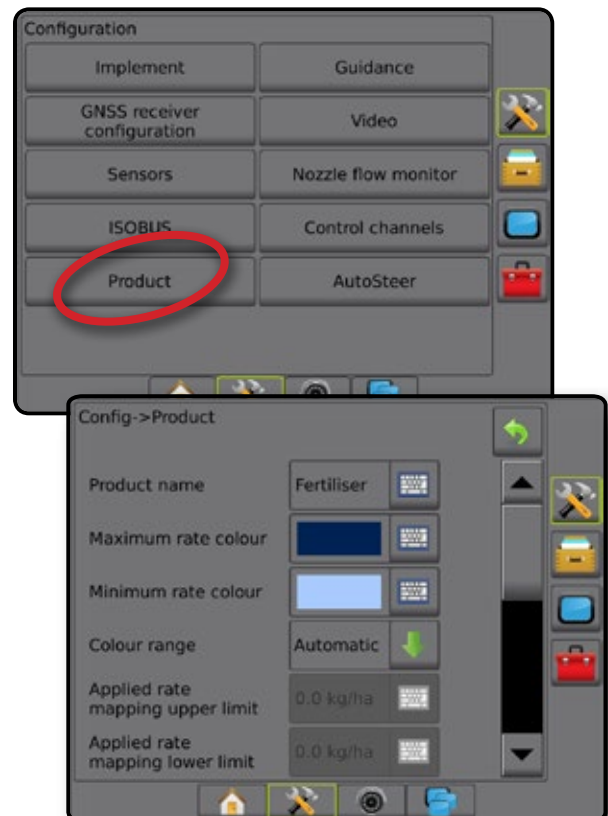 Configuration
Implement
Guidance
GNSS receiver
configuration
Video
Sensors
Nozzle flow monitor
ISOBUS
Control channels
Product
AutoSteer
Config->Product
Product name
Fertiliser
Maximum rate colour
Minimum rate colour
Colour range
Automatic
Applied rate
mapping upper limit
0.0 kg/ha
Applied rate
mapping lower limit
0.0 kg/ha